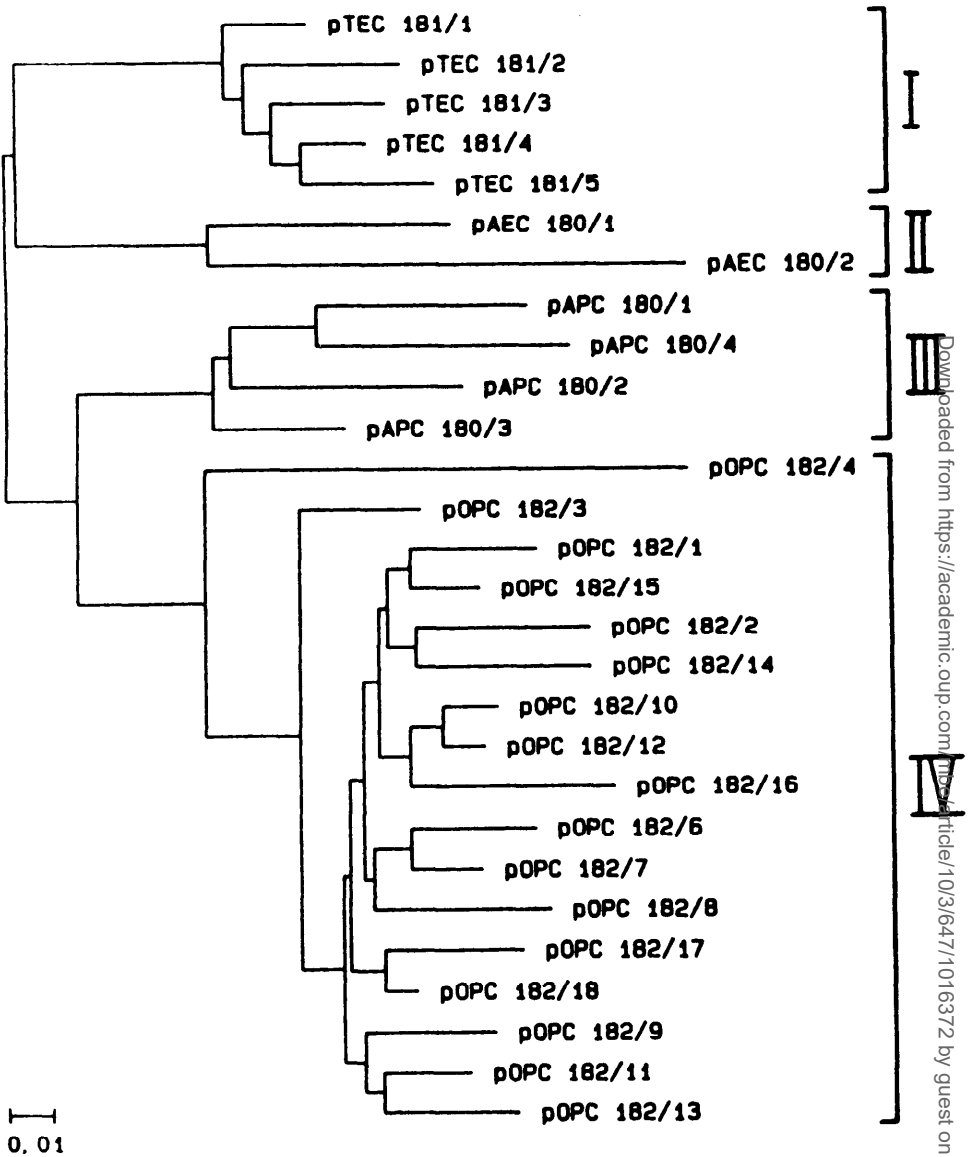 pTEC 181/1
pTEC 181/2
pTEC 181/3
pTEC 181/4
pTEC 181/5
I
pAEC 180/1
pAEC 180/2
II
pAPC 180/1
pAPC 180/4
pAPC 180/2
pAPC 180/3
III
pOPC 182/4
pOPC 182/3
pOPC 182/1
pOPC 182/15
pOPC 182/2
pOPC 182/14
pOPC 182/10
pOPC 182/12
pOPC 182/16
pOPC 182/6
pOPC 182/7
pOPC 182/8
pOPC 182/17
pOPC 182/18
pOPC 182/9
pOPC 182/11
pOPC 182/13
IV
0, 01
Downloaded from https://academic.oup.com/mbe/article/10/3/647/1016372 by guest on